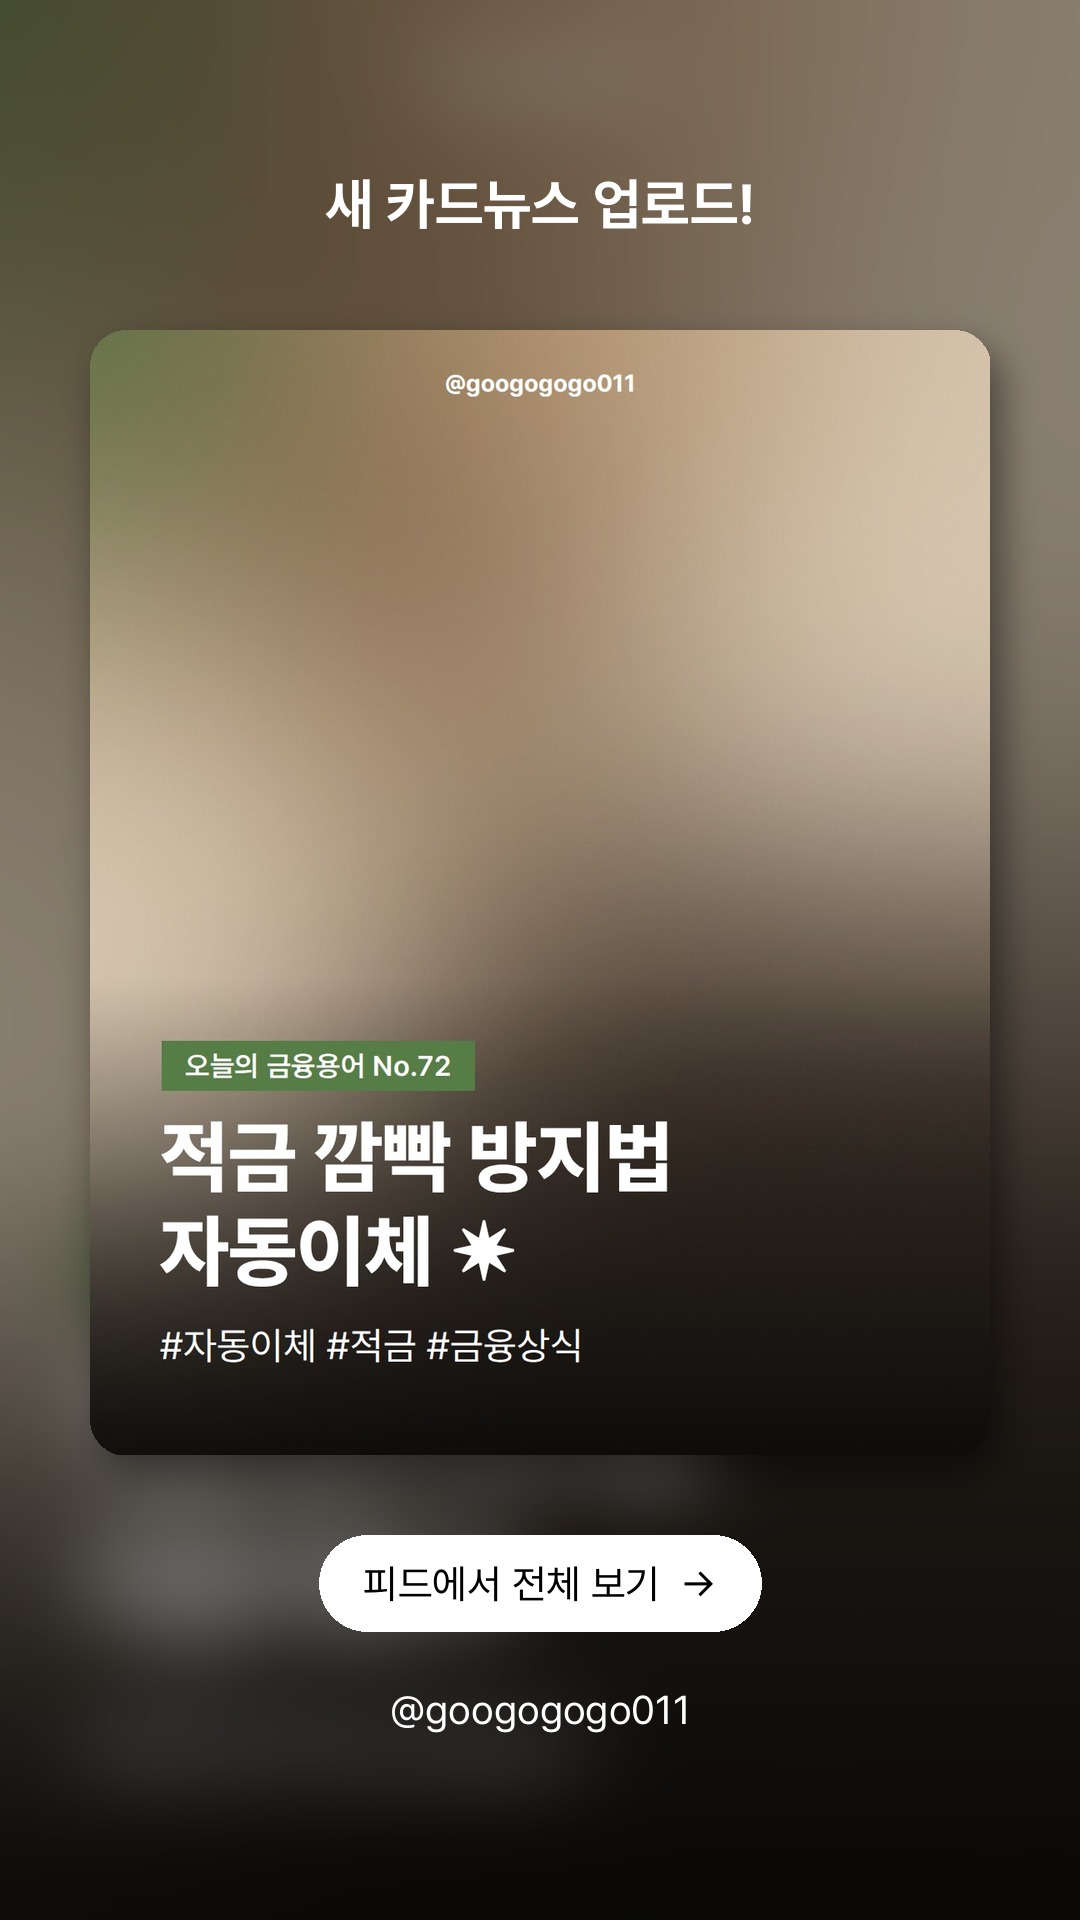 새 카드뉴스 업로드!
@googogogo011
오늘의 금융용어 No.72
적금 깜빡 방지법
자동이체 ✷
#자동이체 #적금 #금융상식
피드에서 전체 보기 →
@googogogo011